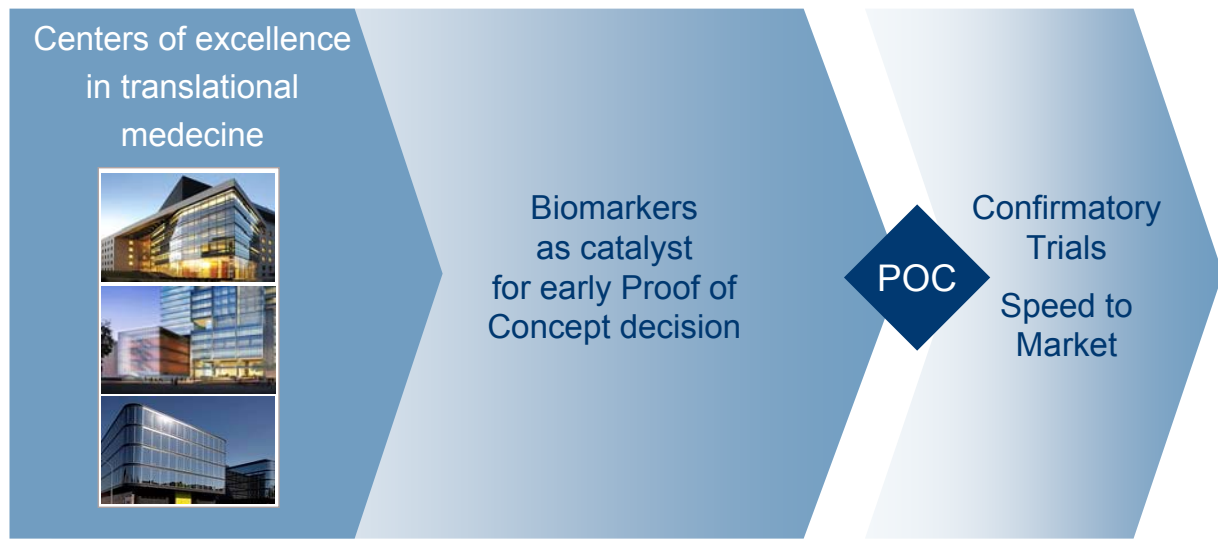 Centers of excellence
in translational
medecine
Biomarkers
as catalyst
for early Proof of
Concept decision
POC
Confirmatory
Trials
Speed to
Market